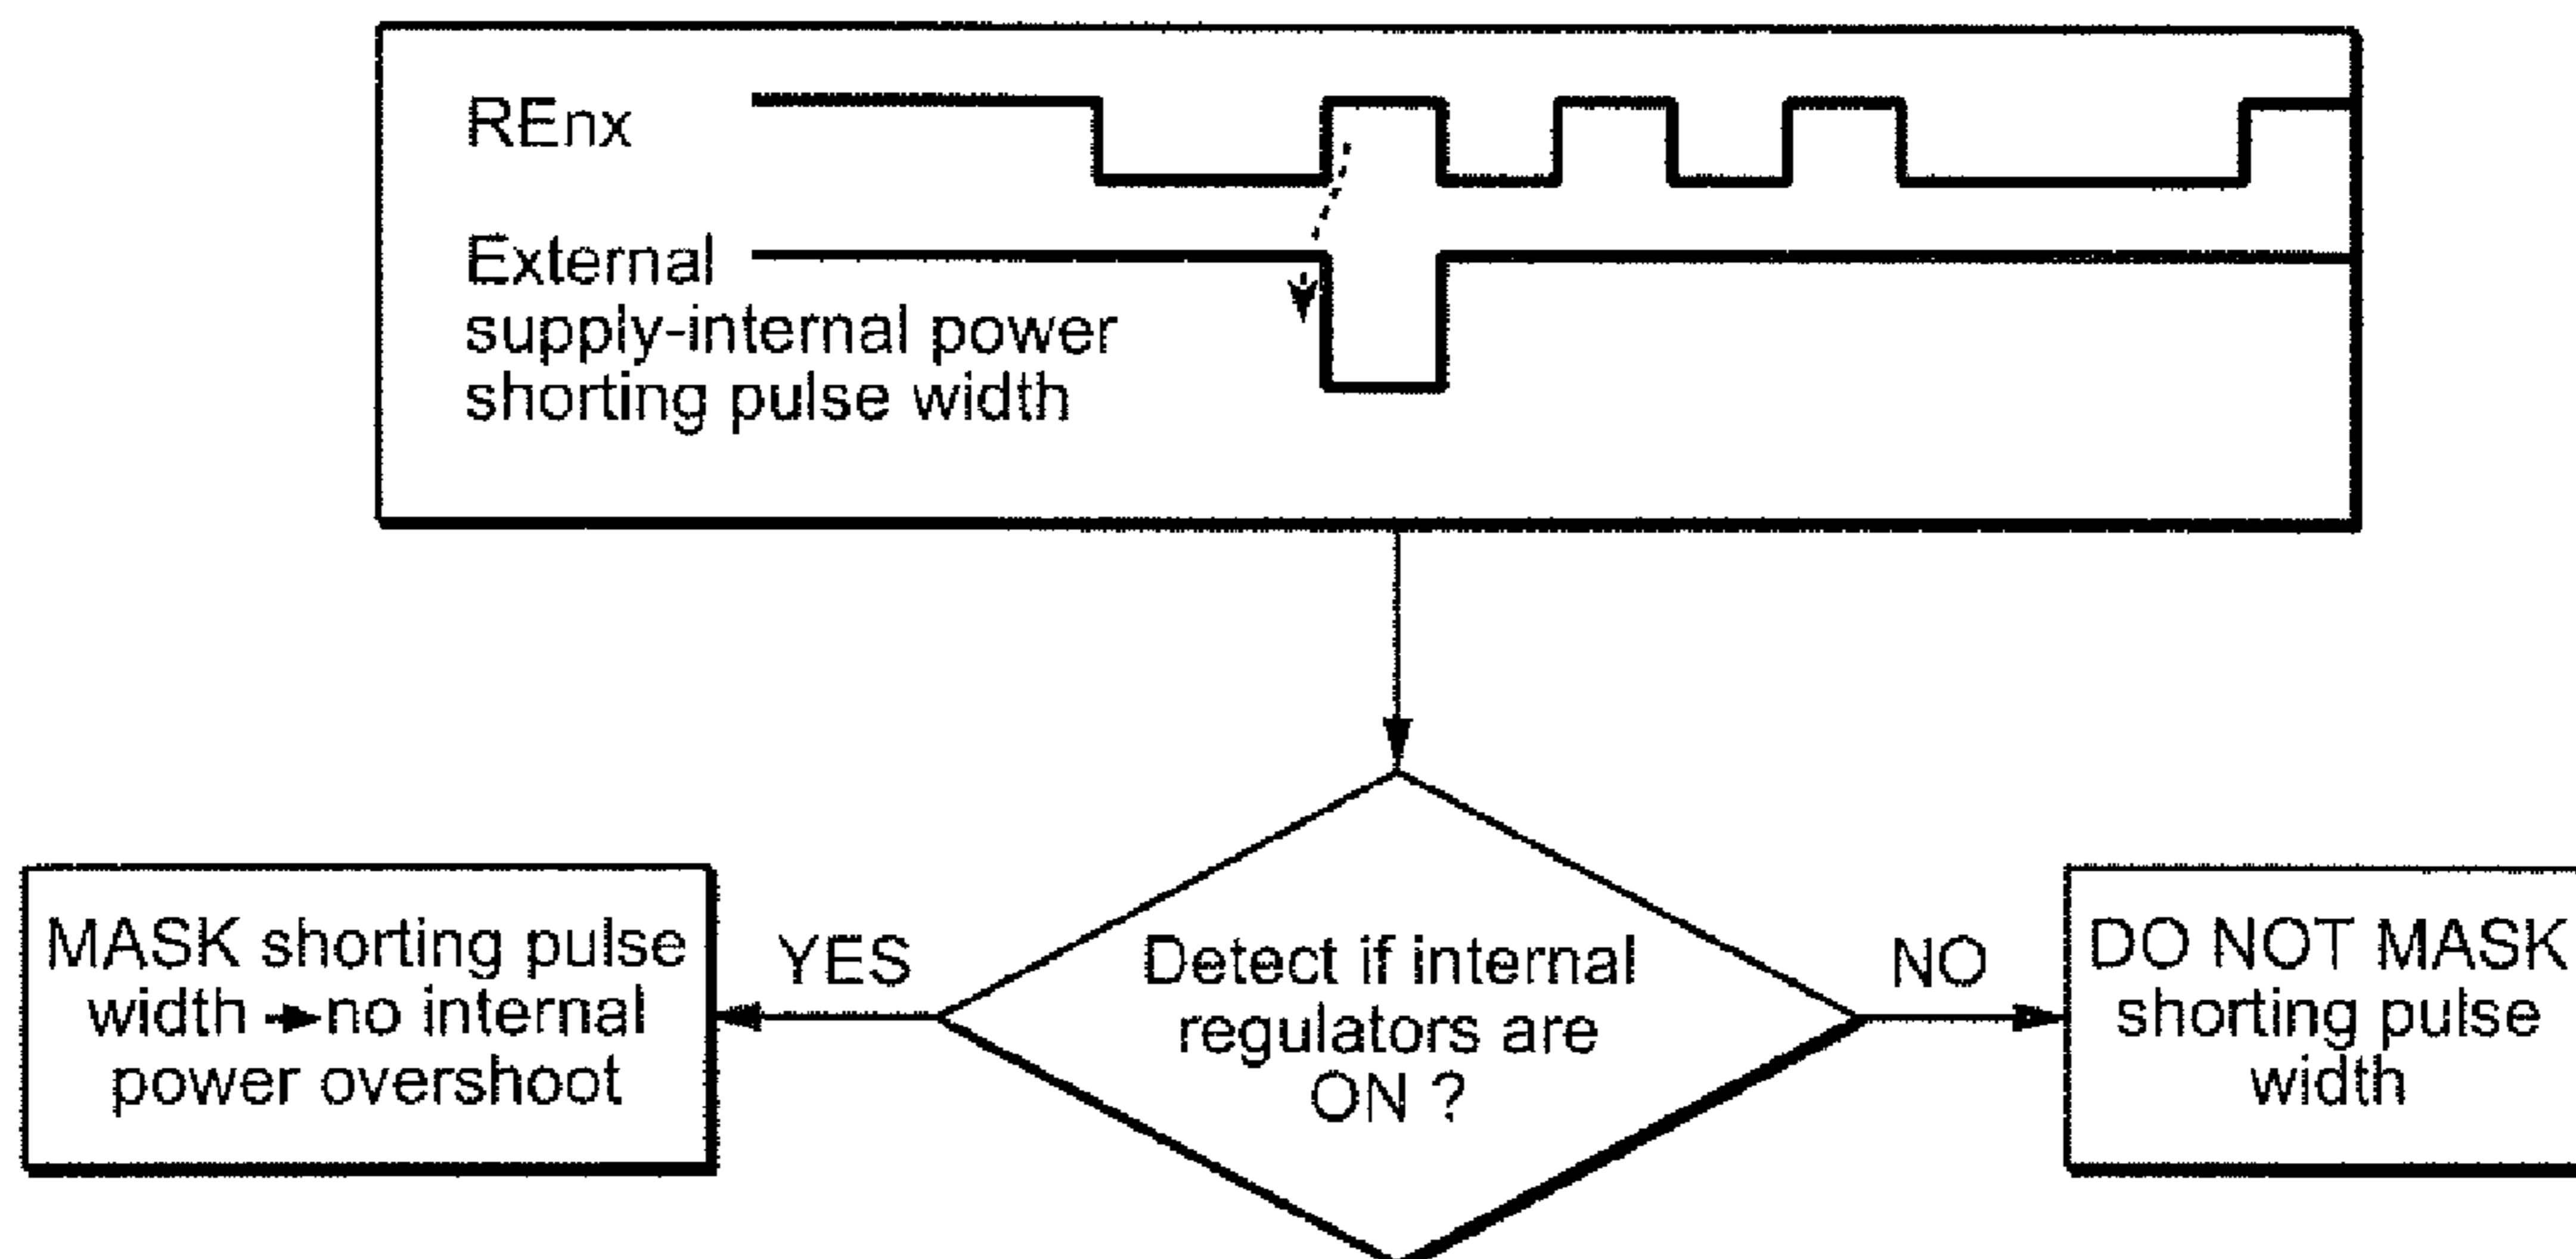 REnx
External
supply-internal power
shorting pulse width
MASK shorting pulse
width → no internal
power overshoot
YES
Detect if internal
regulators are
ON ?
NO
DO NOT MASK
shorting pulse
width